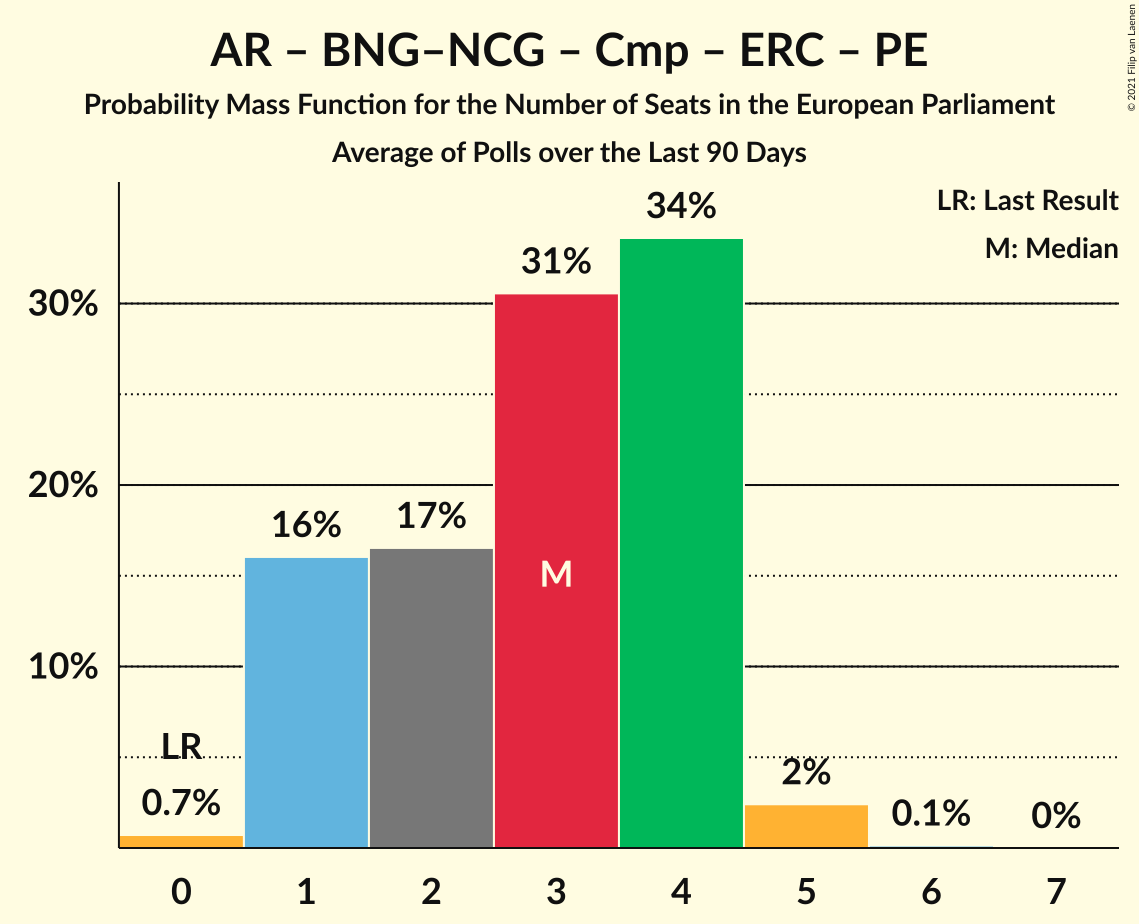 AR – BNG–NCG – Cmp – ERC – PE
Probability Mass Function for the Number of Seats in the European Parliament
Average of Polls over the Last 90 Days
© 2021 Filip van Laenen
LR: Last Result
M: Median
34%
31%
30%
20%
17%
16%
M
10%
LR
2%
0.7%
0.1%
0%
0 1 2 3 4 5 6 7